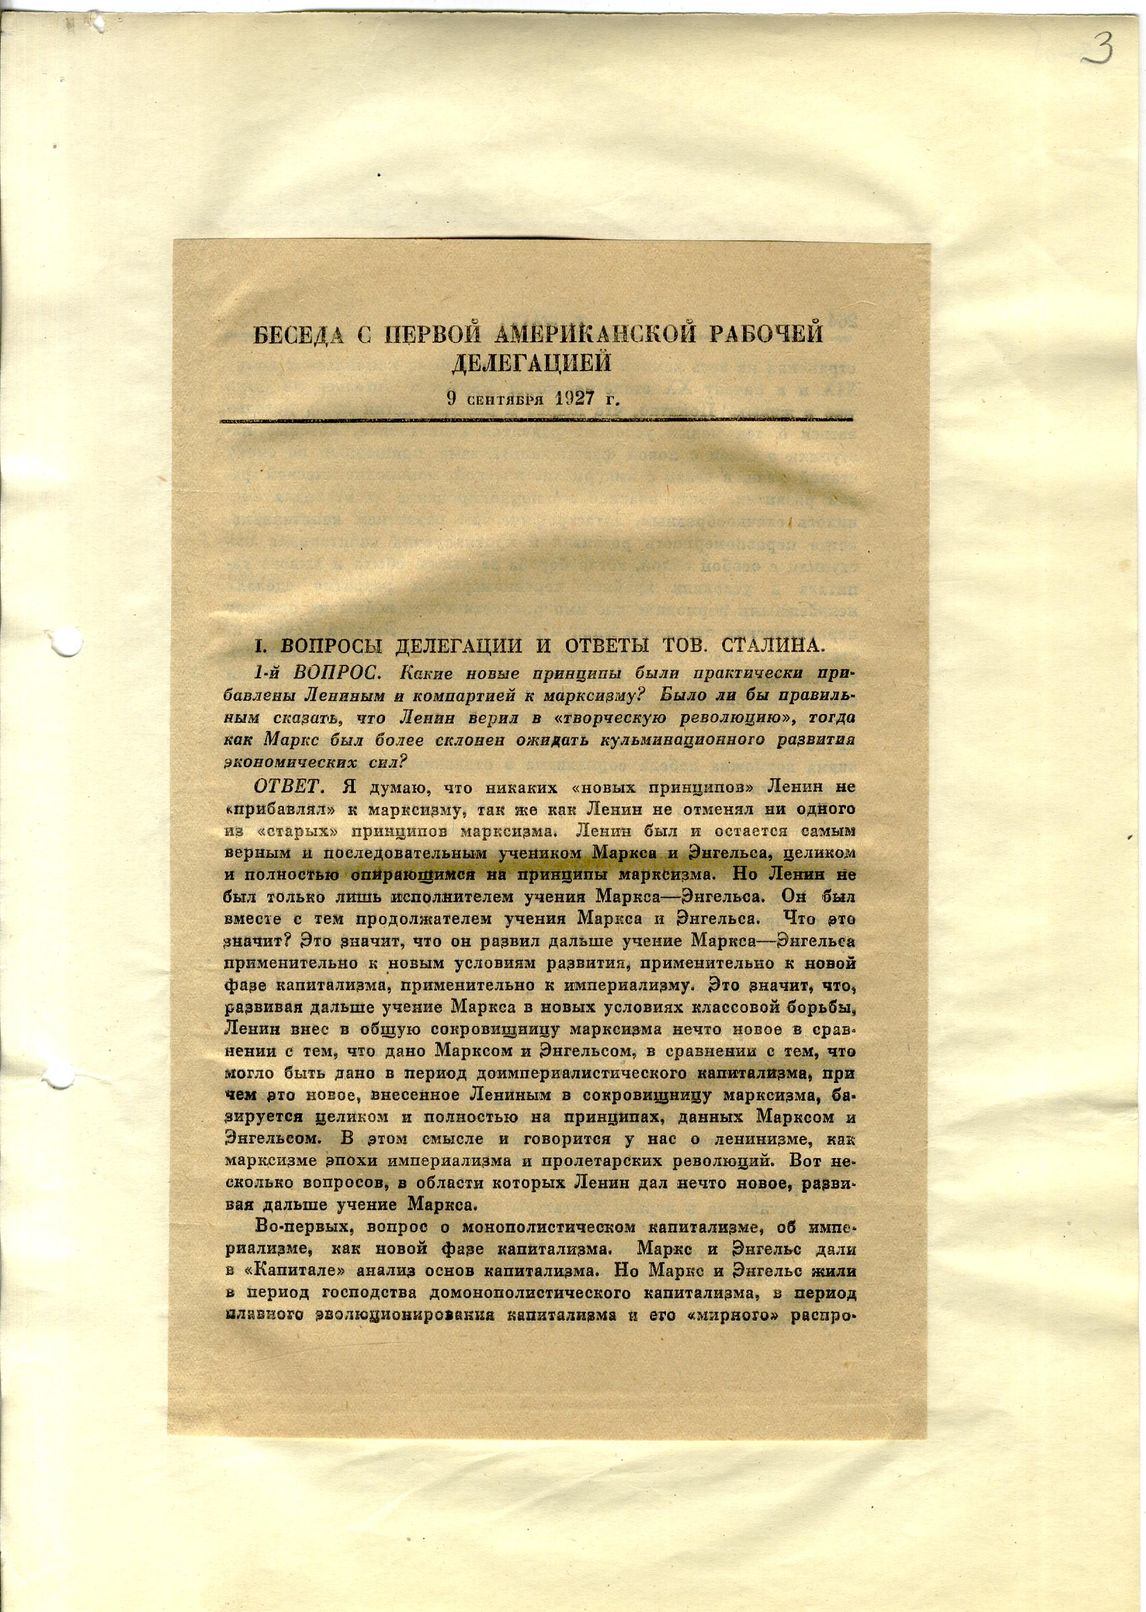 3
БЕСЕДА С ПЕРВОЙ АМЕРИКАНСКОЙ РАБОЧЕЙ
ДЕЛЕГАЦИЕЙ
9 СЕНТЯБРЯ 1927 г.
I. ВОПРОСЫ ДЕЛЕГАЦИИ И ОТВЕТЫ ТОВ. СТАЛИНА.
1-й ВОПРОС. Какие новые принципы были практически при-
бавлены Лениным и компартией к марксизму? Было ли бы правиль-
ным сказать, что Ленин верил в «творческую революцию», тогда
как Маркс был более склонен ожидать кульминационного развития
экономических сил?
ОТВЕТ. Я думаю, что никаких «новых принципов» Ленин не
«прибавлял» к марксизму, так же как Ленин не отменял ни одного
из «старых» принципов марксизма. Ленин был и остается самым
верным и последовательным учеником Маркса и Энгельса, целиком
и полностью опирающимся на принципы марксизма. Но Ленин не
был только лишь исполнителем учения Маркса—Энгельса. Он был
вместе с тем продолжателем учения Маркса и Энгельса. Что это
значит? Это значит, что он развил дальше учение Маркса—Энгельса
применительно к новым условиям развития, применительно к новой
фазе капитализма, применительно к империализму. Это значит, что,
развивая дальше учение Маркса в новых условиях классовой борьбы,
Ленин внес в общую сокровищницу марксизма нечто новое в срав-
нении с тем, что дано Марксом и Энгельсом, в сравнении с тем, что
могло быть дано в период доимпериалистического капитализма, при
чем это новое, внесенное Лениным в сокровищницу марксизма, ба-
зируется целиком и полностью на принципах, данных Марксом и
Энгельсом. В этом смысле и говорится у нас о ленинизме, как
марксизме эпохи империализма и пролетарских революций. Вот не-
сколько вопросов, в области которых Ленин дал нечто новое, разви-
вая дальше учение Маркса.
Во-первых, вопрос о монополистическом капитализме, об импе-
риализме, как новой фазе капитализма. Маркс и Энгельс дали
в «Капитале» анализ основ капитализма. Но Маркс и Энгельс жили
в период господства домонополистического капитализма, в период
плавного эволюционирования капитализма и его «мирного» распро-